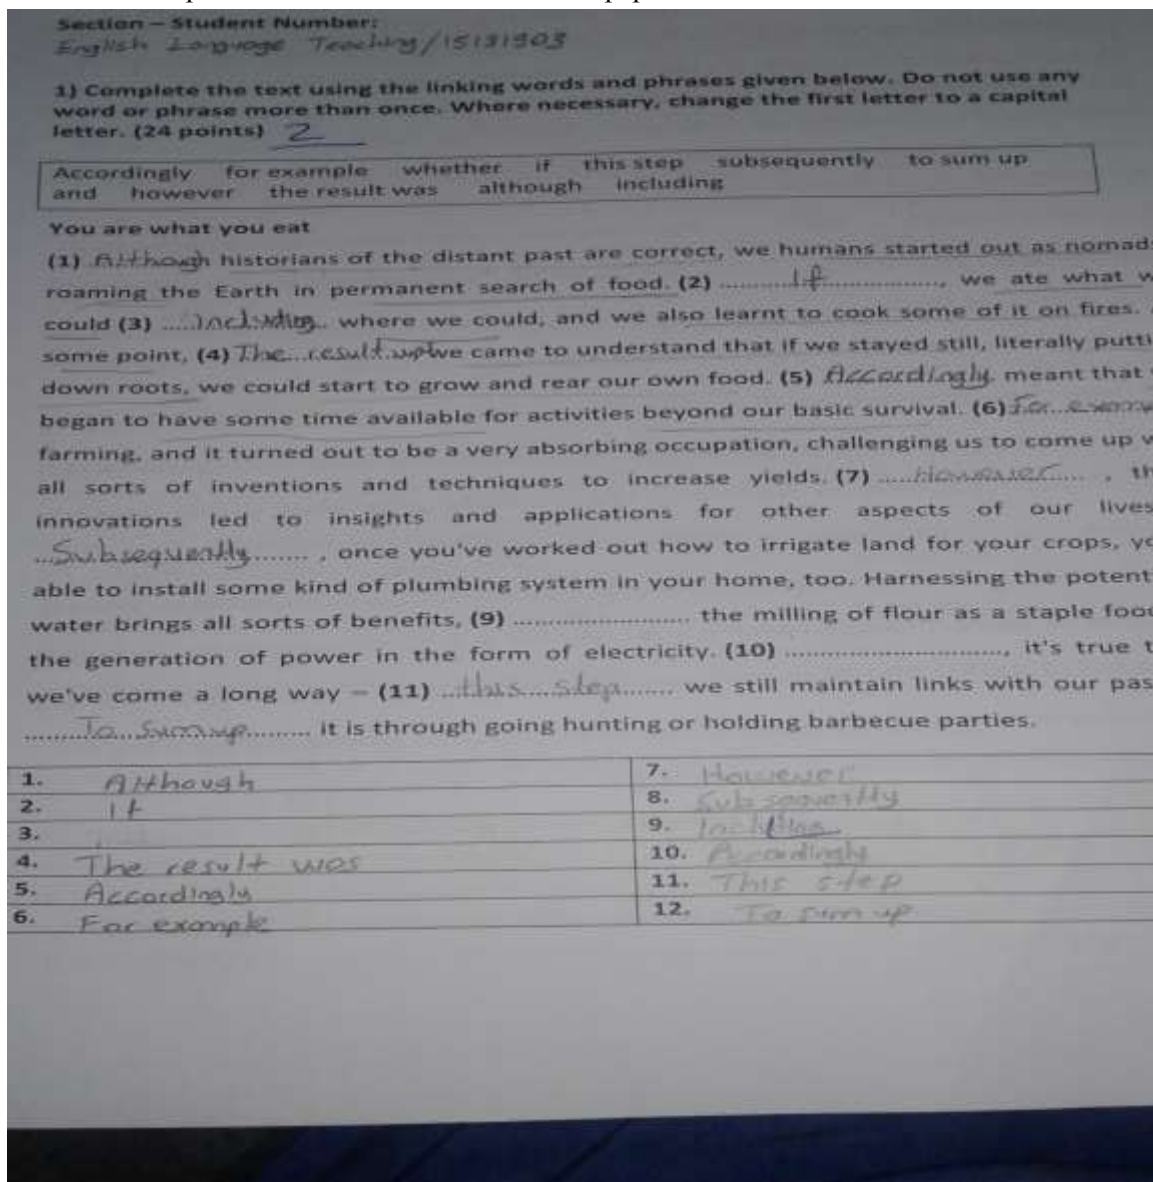 Section – Student Number:
English Language Teaching/15131903
1) Complete the text using the linking words and phrases given below. Do not use any
word or phrase more than once. Where necessary, change the first letter to a capital
letter. (24 points) 2
Accordingly for example whether if this step subsequently to sum up
and however the result was although including
You are what you eat
(1) Although historians of the distant past are correct, we humans started out as nomads
roaming the Earth in permanent search of food. (2) ...........If................., we ate what w
could (3) .....Including.. where we could, and we also learnt to cook some of it on fires.
some point, (4) The...result..... we came to understand that if we stayed still, literally putti
down roots, we could start to grow and rear our own food. (5) Accordingly. meant that
began to have some time available for activities beyond our basic survival. (6) For...examp
farming, and it turned out to be a very absorbing occupation, challenging us to come up w
all sorts of inventions and techniques to increase yields. (7) .....However..... , th
innovations led to insights and applications for other aspects of our lives
...Subsequently........ , once you've worked out how to irrigate land for your crops, yo
able to install some kind of plumbing system in your home, too. Harnessing the potent
water brings all sorts of benefits, (9) .......................... the milling of flour as a staple food
the generation of power in the form of electricity. (10) ................................, it's true t
we've come a long way – (11) ..this....step....... we still maintain links with our pas
.........To...Sum..up.......... it is through going hunting or holding barbecue parties.
1. Although
2. If
3.
4. The result was
5. Accordingly
6. For example
7. However
8. Subsequently
9. Including
10. Accordingly
11. This step
12. To sum up